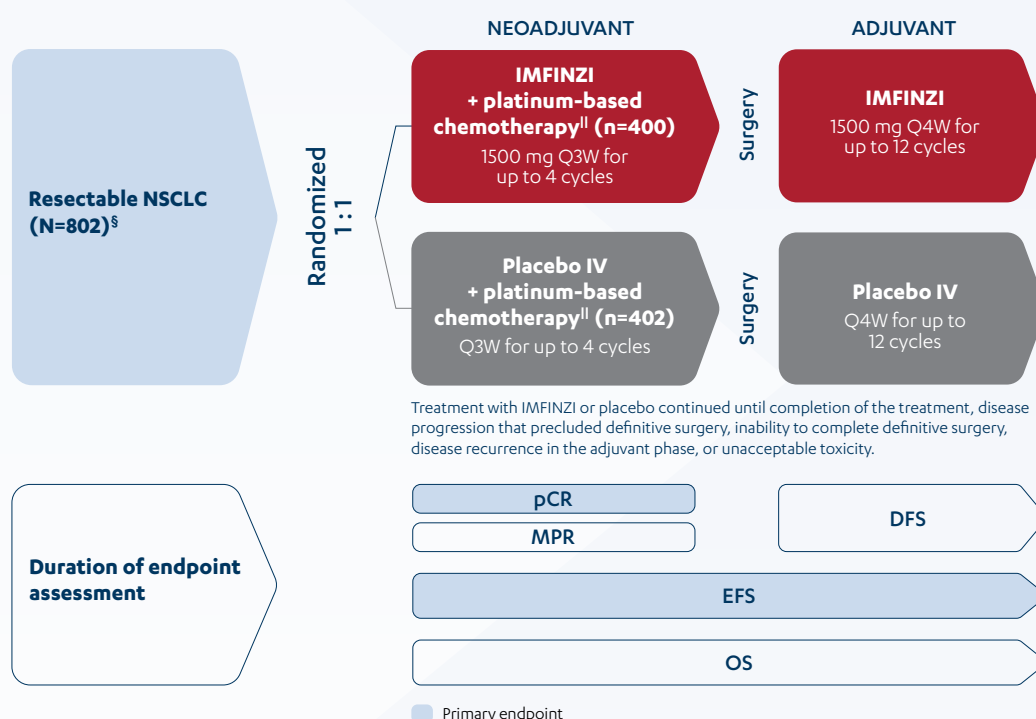 NEOADJUVANT
ADJUVANT
Resectable NSCLC
(N=802)§
Randomized
1 : 1
IMFINZI
+ platinum-based
chemotherapy|| (n=400)
1500 mg Q3W for
up to 4 cycles
Surgery
IMFINZI
1500 mg Q4W for
up to 12 cycles
Placebo IV
+ platinum-based
chemotherapy|| (n=402)
Q3W for up to 4 cycles
Surgery
Placebo IV
Q4W for up to
12 cycles
Treatment with IMFINZI or placebo continued until completion of the treatment, disease
progression that precluded definitive surgery, inability to complete definitive surgery,
disease recurrence in the adjuvant phase, or unacceptable toxicity.
Duration of endpoint
assessment
pCR
MPR
DFS
EFS
OS
Primary endpoint